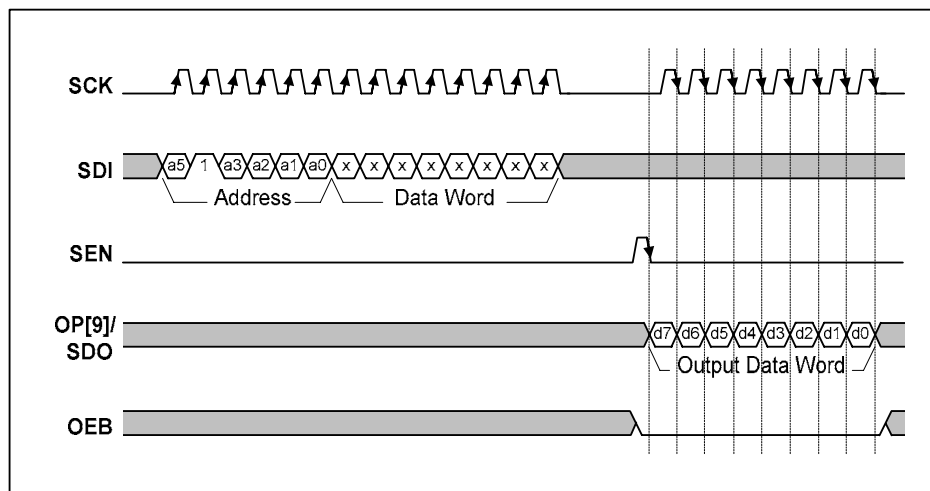 SCK
SDI a5 1 a3 a2 a1 a0 x x x x x x x x
Address Data Word
SEN
OP[9]/
SDO d7 d6 d5 d4 d3 d2 d1 d0
Output Data Word
OEB